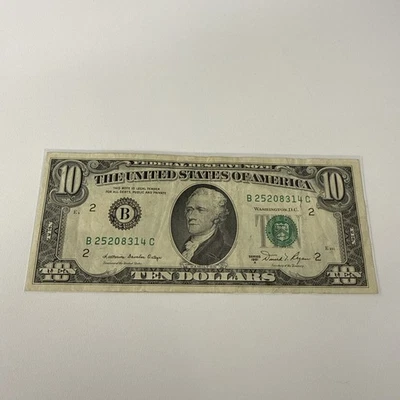 FEDERAL RESERVE NOTE
THE UNITED STATES OF AMERICA
10 10
THIS NOTE IS LEGAL TENDER
FOR ALL DEBTS, PUBLIC AND PRIVATE
B 25208314 C
WASHINGTON, D.C.
2 2
B
B 25208314 C
2 2
SERIES
10 TEN DOLLARS 10